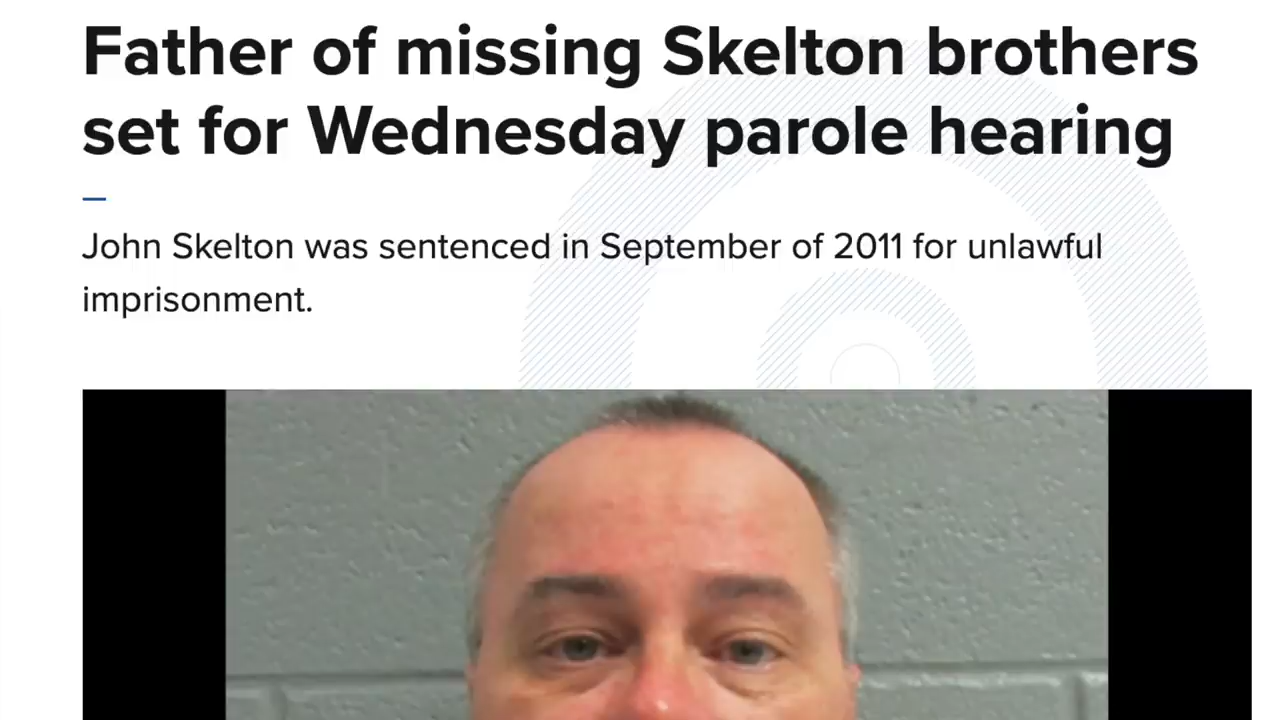 Father of missing Skelton brothers
set for Wednesday parole hearing
John Skelton was sentenced in September of 2011 for unlawful
imprisonment.